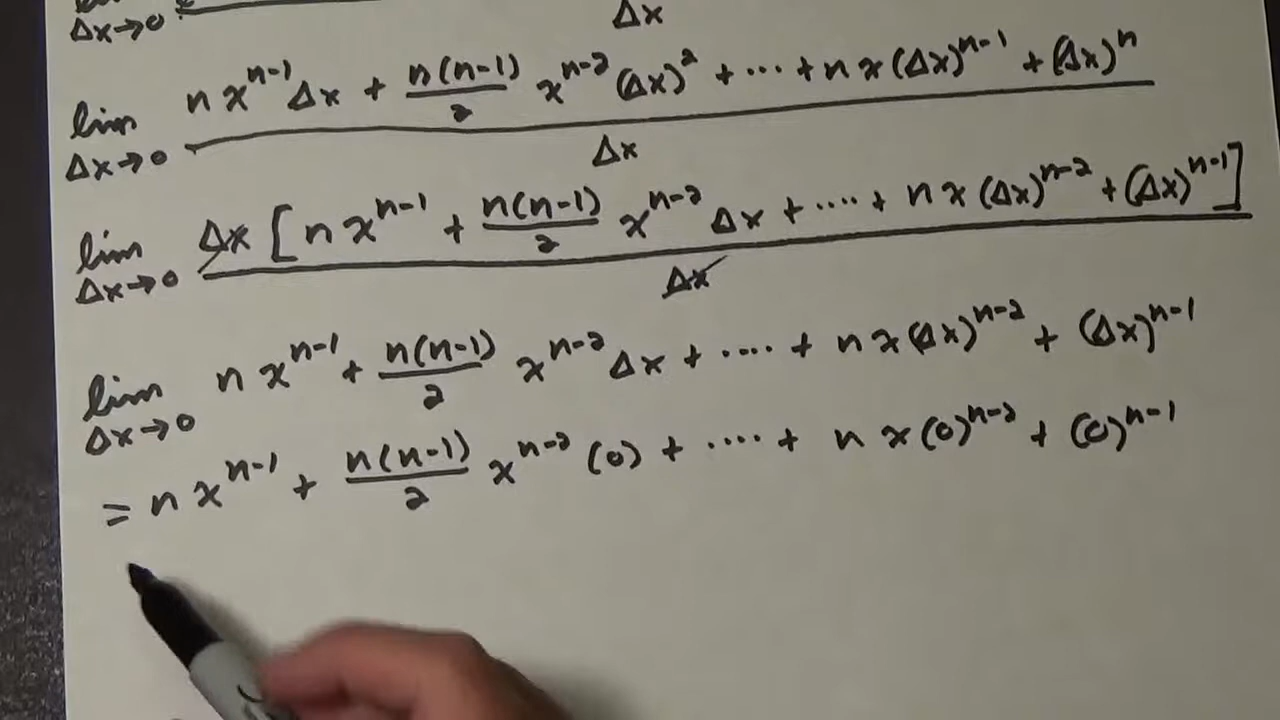 Δx→0 Δx
lim Δx→0 nx^{n-1}Δx + n(n-1)/2 x^{n-2}(Δx)^2 + ... + nx(Δx)^{n-1} + (Δx)^n / Δx
lim Δx→0 Δx[nx^{n-1} + n(n-1)/2 x^{n-2}Δx + .... + nx(Δx)^{n-2} + (Δx)^{n-1}] / Δx
lim Δx→0 nx^{n-1} + n(n-1)/2 x^{n-2}Δx + .... + nx(Δx)^{n-2} + (Δx)^{n-1}
= nx^{n-1} + n(n-1)/2 x^{n-2}(0) + .... + nx(0)^{n-2} + (0)^{n-1}